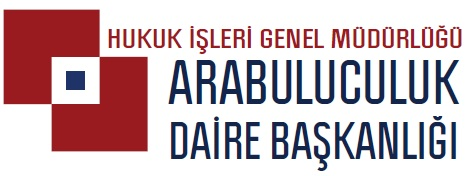 HUKUK İŞLERİ GENEL MÜDÜRLÜĞÜ
ARABULUCULUK
DAİRE BAŞKANLIĞI